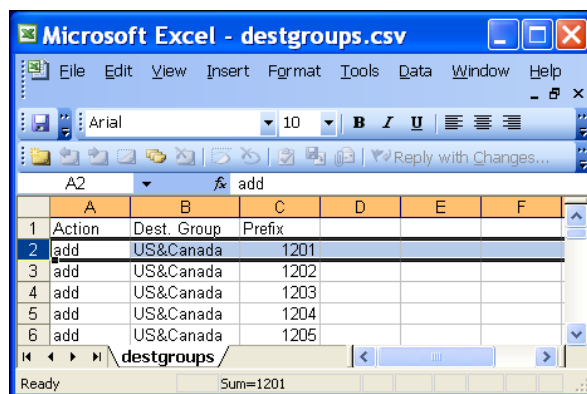 Microsoft Excel - destgroups.csv
File Edit View Insert Format Tools Data Window Help
Arial 10 B I U
Reply with Changes...
A2 fx add
A B C D E F
1 Action Dest. Group Prefix
2 add US&Canada 1201
3 add US&Canada 1202
4 add US&Canada 1203
5 add US&Canada 1204
6 add US&Canada 1205
destgroups
Ready Sum=1201